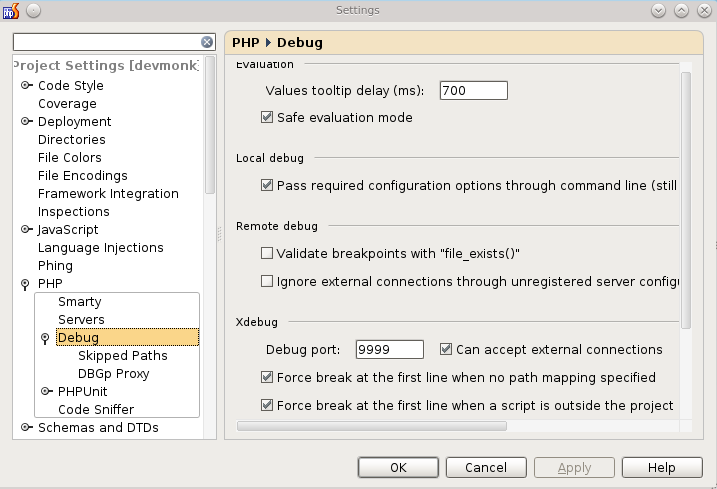 Settings
Project Settings [devmonk]
Code Style
Coverage
Deployment
Directories
File Colors
File Encodings
Framework Integration
Inspections
JavaScript
Language Injections
Phing
PHP
Smarty
Servers
Debug
Skipped Paths
DBGp Proxy
PHPUnit
Code Sniffer
Schemas and DTDs
PHP Debug
Evaluation
Values tooltip delay (ms): 700
Safe evaluation mode
Local debug
Pass required configuration options through command line (still
Remote debug
Validate breakpoints with "file_exists()"
Ignore external connections through unregistered server configu
Xdebug
Debug port: 9999 Can accept external connections
Force break at the first line when no path mapping specified
Force break at the first line when a script is outside the project
OK Cancel Apply Help